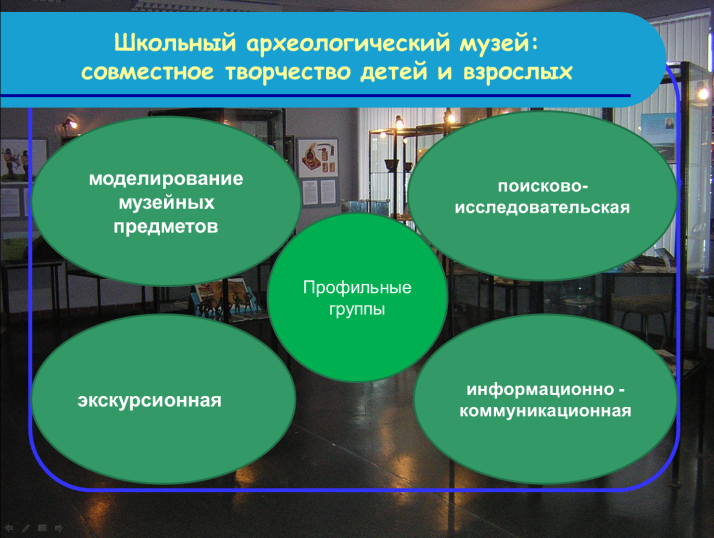 Школьный археологический музей:
совместное творчество детей и взрослых
моделирование
музейных
предметов
поисково-
исследовательская
Профильные
группы
экскурсионная
информационно -
коммуникационная